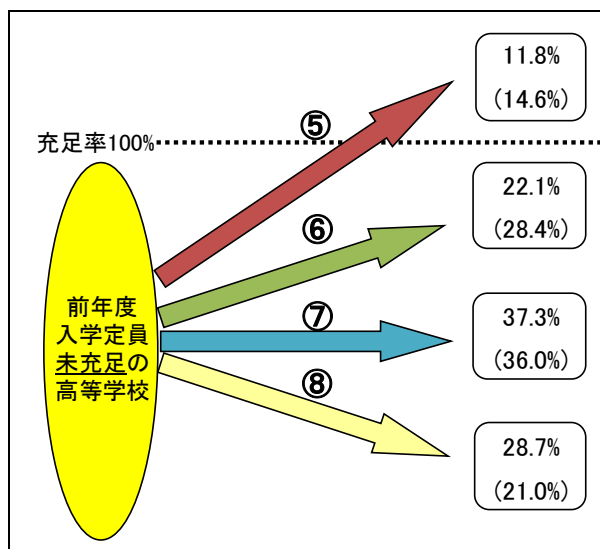 11.8%
(14.6%)
⑤
充足率100%
22.1%
(28.4%)
⑥
前年度
入学定員
未充足の
高等学校
⑦
37.3%
(36.0%)
⑧
28.7%
(21.0%)